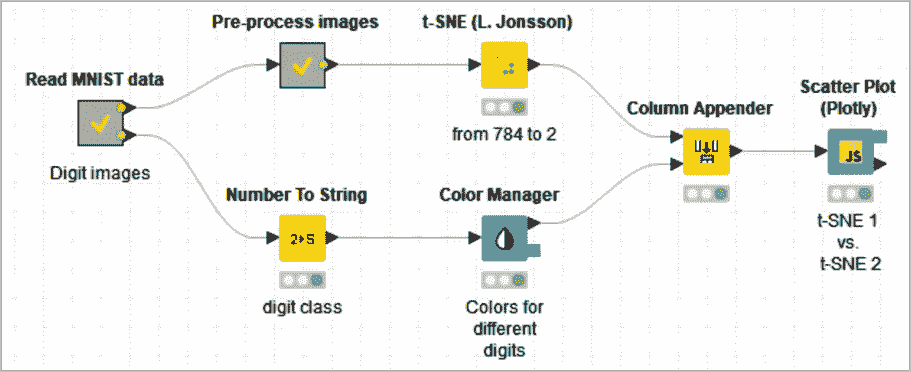 Pre-process images
t-SNE (L. Jonsson)
Read MNIST data
from 784 to 2
Column Appender
Scatter Plot
(Plotly)
JS
Digit images
Number To String
Color Manager
2▸S
digit class
Colors for
different
digits
t-SNE 1
vs.
t-SNE 2